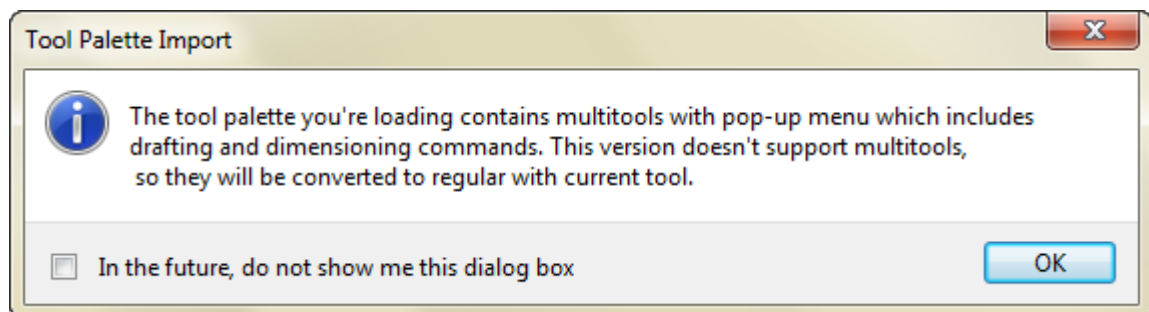 Tool Palette Import
The tool palette you're loading contains multitools with pop-up menu which includes
drafting and dimensioning commands. This version doesn't support multitools,
so they will be converted to regular with current tool.
In the future, do not show me this dialog box
OK